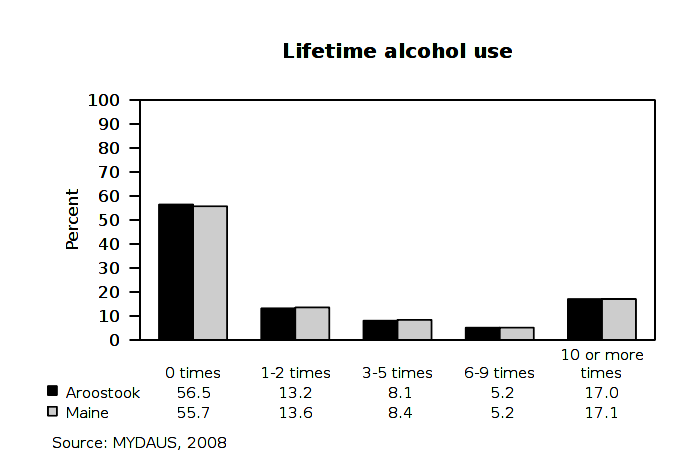 Lifetime alcohol use
Percent
100
90
80
70
60
50
40
30
20
10
0
0 times 1-2 times 3-5 times 6-9 times 10 or more times
Aroostook 56.5 13.2 8.1 5.2 17.0
Maine 55.7 13.6 8.4 5.2 17.1
Source: MYDAUS, 2008